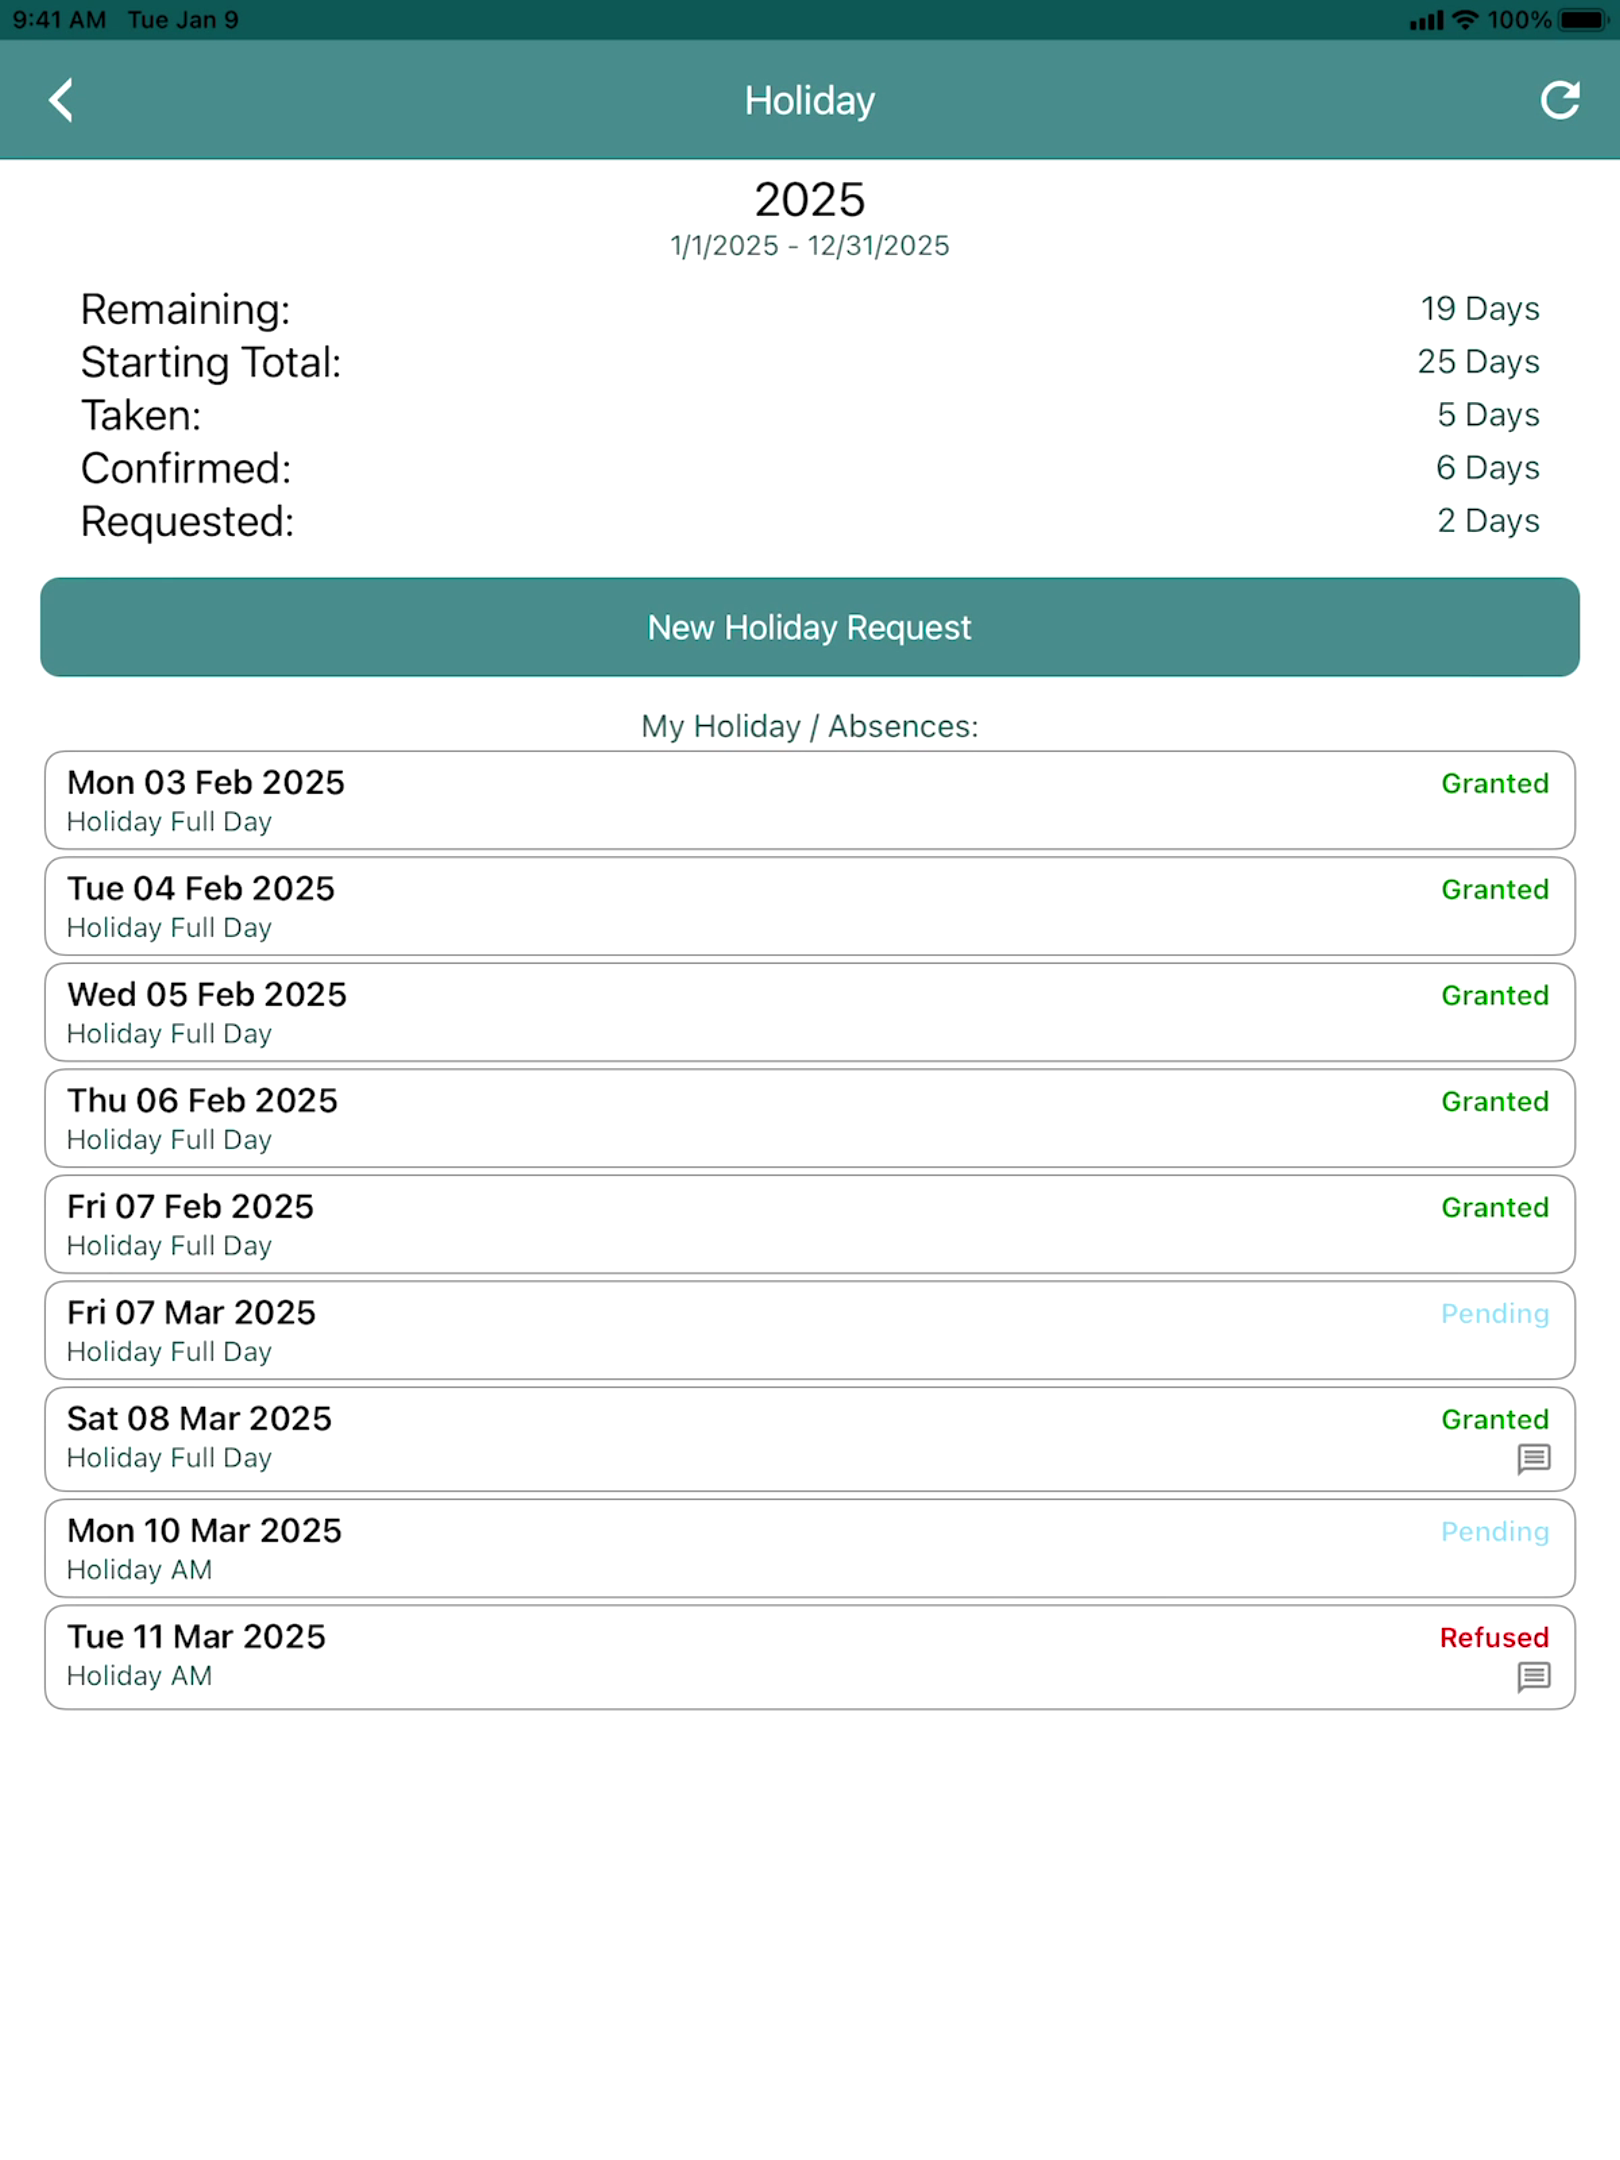 9:41 AM Tue Jan 9 100%
Holiday
2025
1/1/2025 - 12/31/2025
Remaining: 19 Days
Starting Total: 25 Days
Taken: 5 Days
Confirmed: 6 Days
Requested: 2 Days
New Holiday Request
My Holiday / Absences:
Mon 03 Feb 2025 Granted
Holiday Full Day
Tue 04 Feb 2025 Granted
Holiday Full Day
Wed 05 Feb 2025 Granted
Holiday Full Day
Thu 06 Feb 2025 Granted
Holiday Full Day
Fri 07 Feb 2025 Granted
Holiday Full Day
Fri 07 Mar 2025 Pending
Holiday Full Day
Sat 08 Mar 2025 Granted
Holiday Full Day
Mon 10 Mar 2025 Pending
Holiday AM
Tue 11 Mar 2025 Refused
Holiday AM